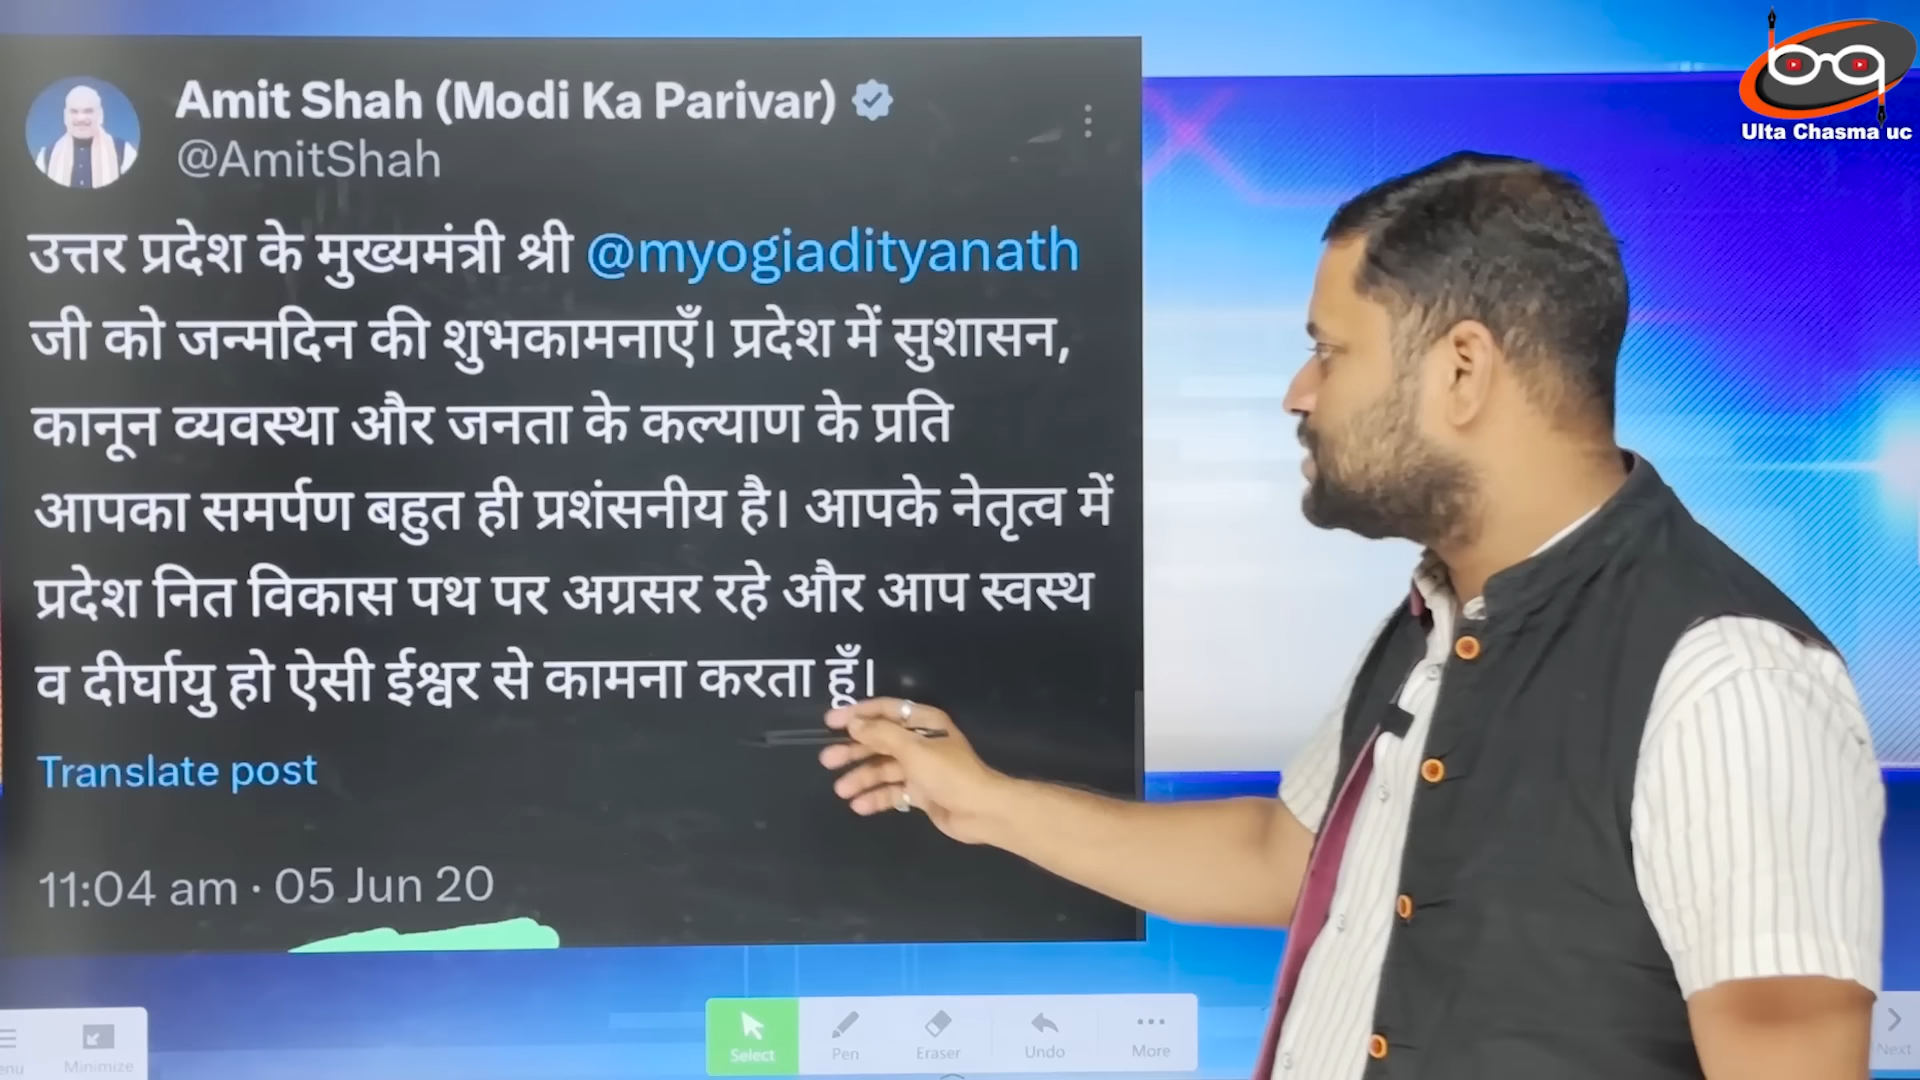 Amit Shah (Modi Ka Parivar)
@AmitShah
उत्तर प्रदेश के मुख्यमंत्री श्री @myogiadityanath
जी को जन्मदिन की शुभकामनाएँ। प्रदेश में सुशासन,
कानून व्यवस्था और जनता के कल्याण के प्रति
आपका समर्पण बहुत ही प्रशंसनीय है। आपके नेतृत्व में
प्रदेश नित विकास पथ पर अग्रसर रहे और आप स्वस्थ
व दीर्घायु हो ऐसी ईश्वर से कामना करता हूँ।
Translate post
11:04 am · 05 Jun 20
Ulta Chasma uc
Minimize
Select Pen Eraser Undo More
Next